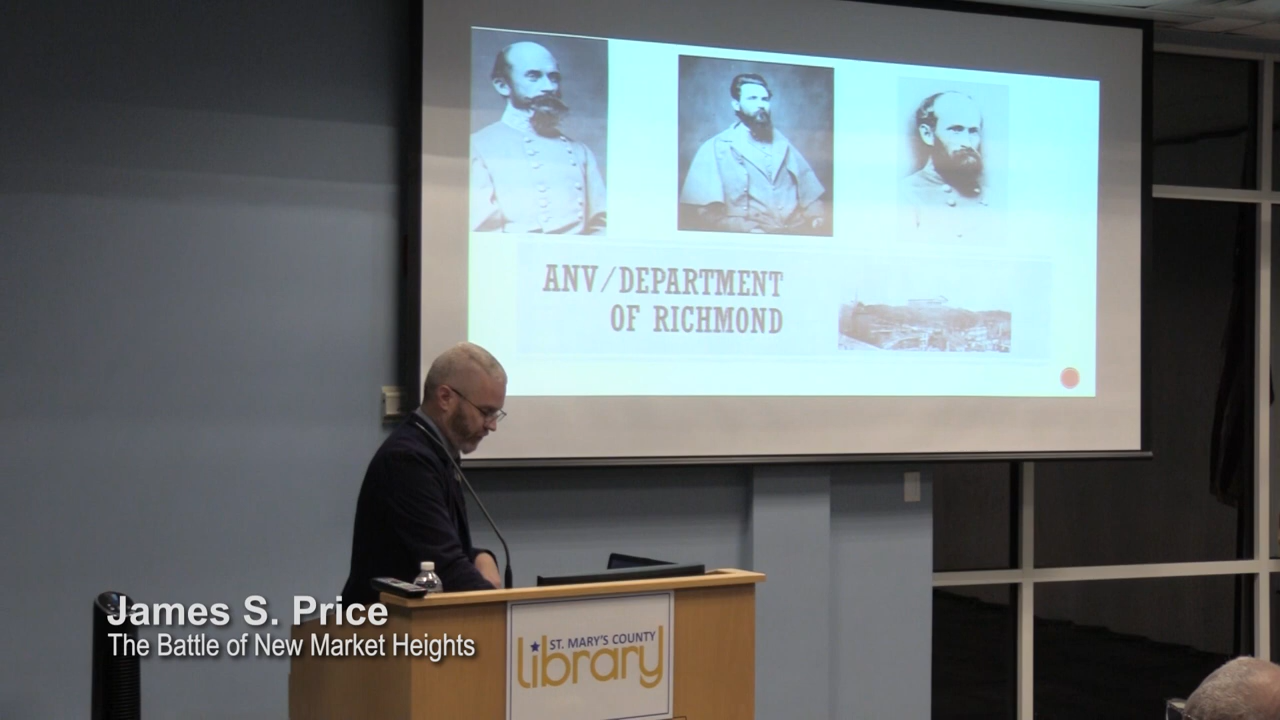 ANV/DEPARTMENT
OF RICHMOND
James S. Price
The Battle of New Market Heights
ST. MARY'S COUNTY
library